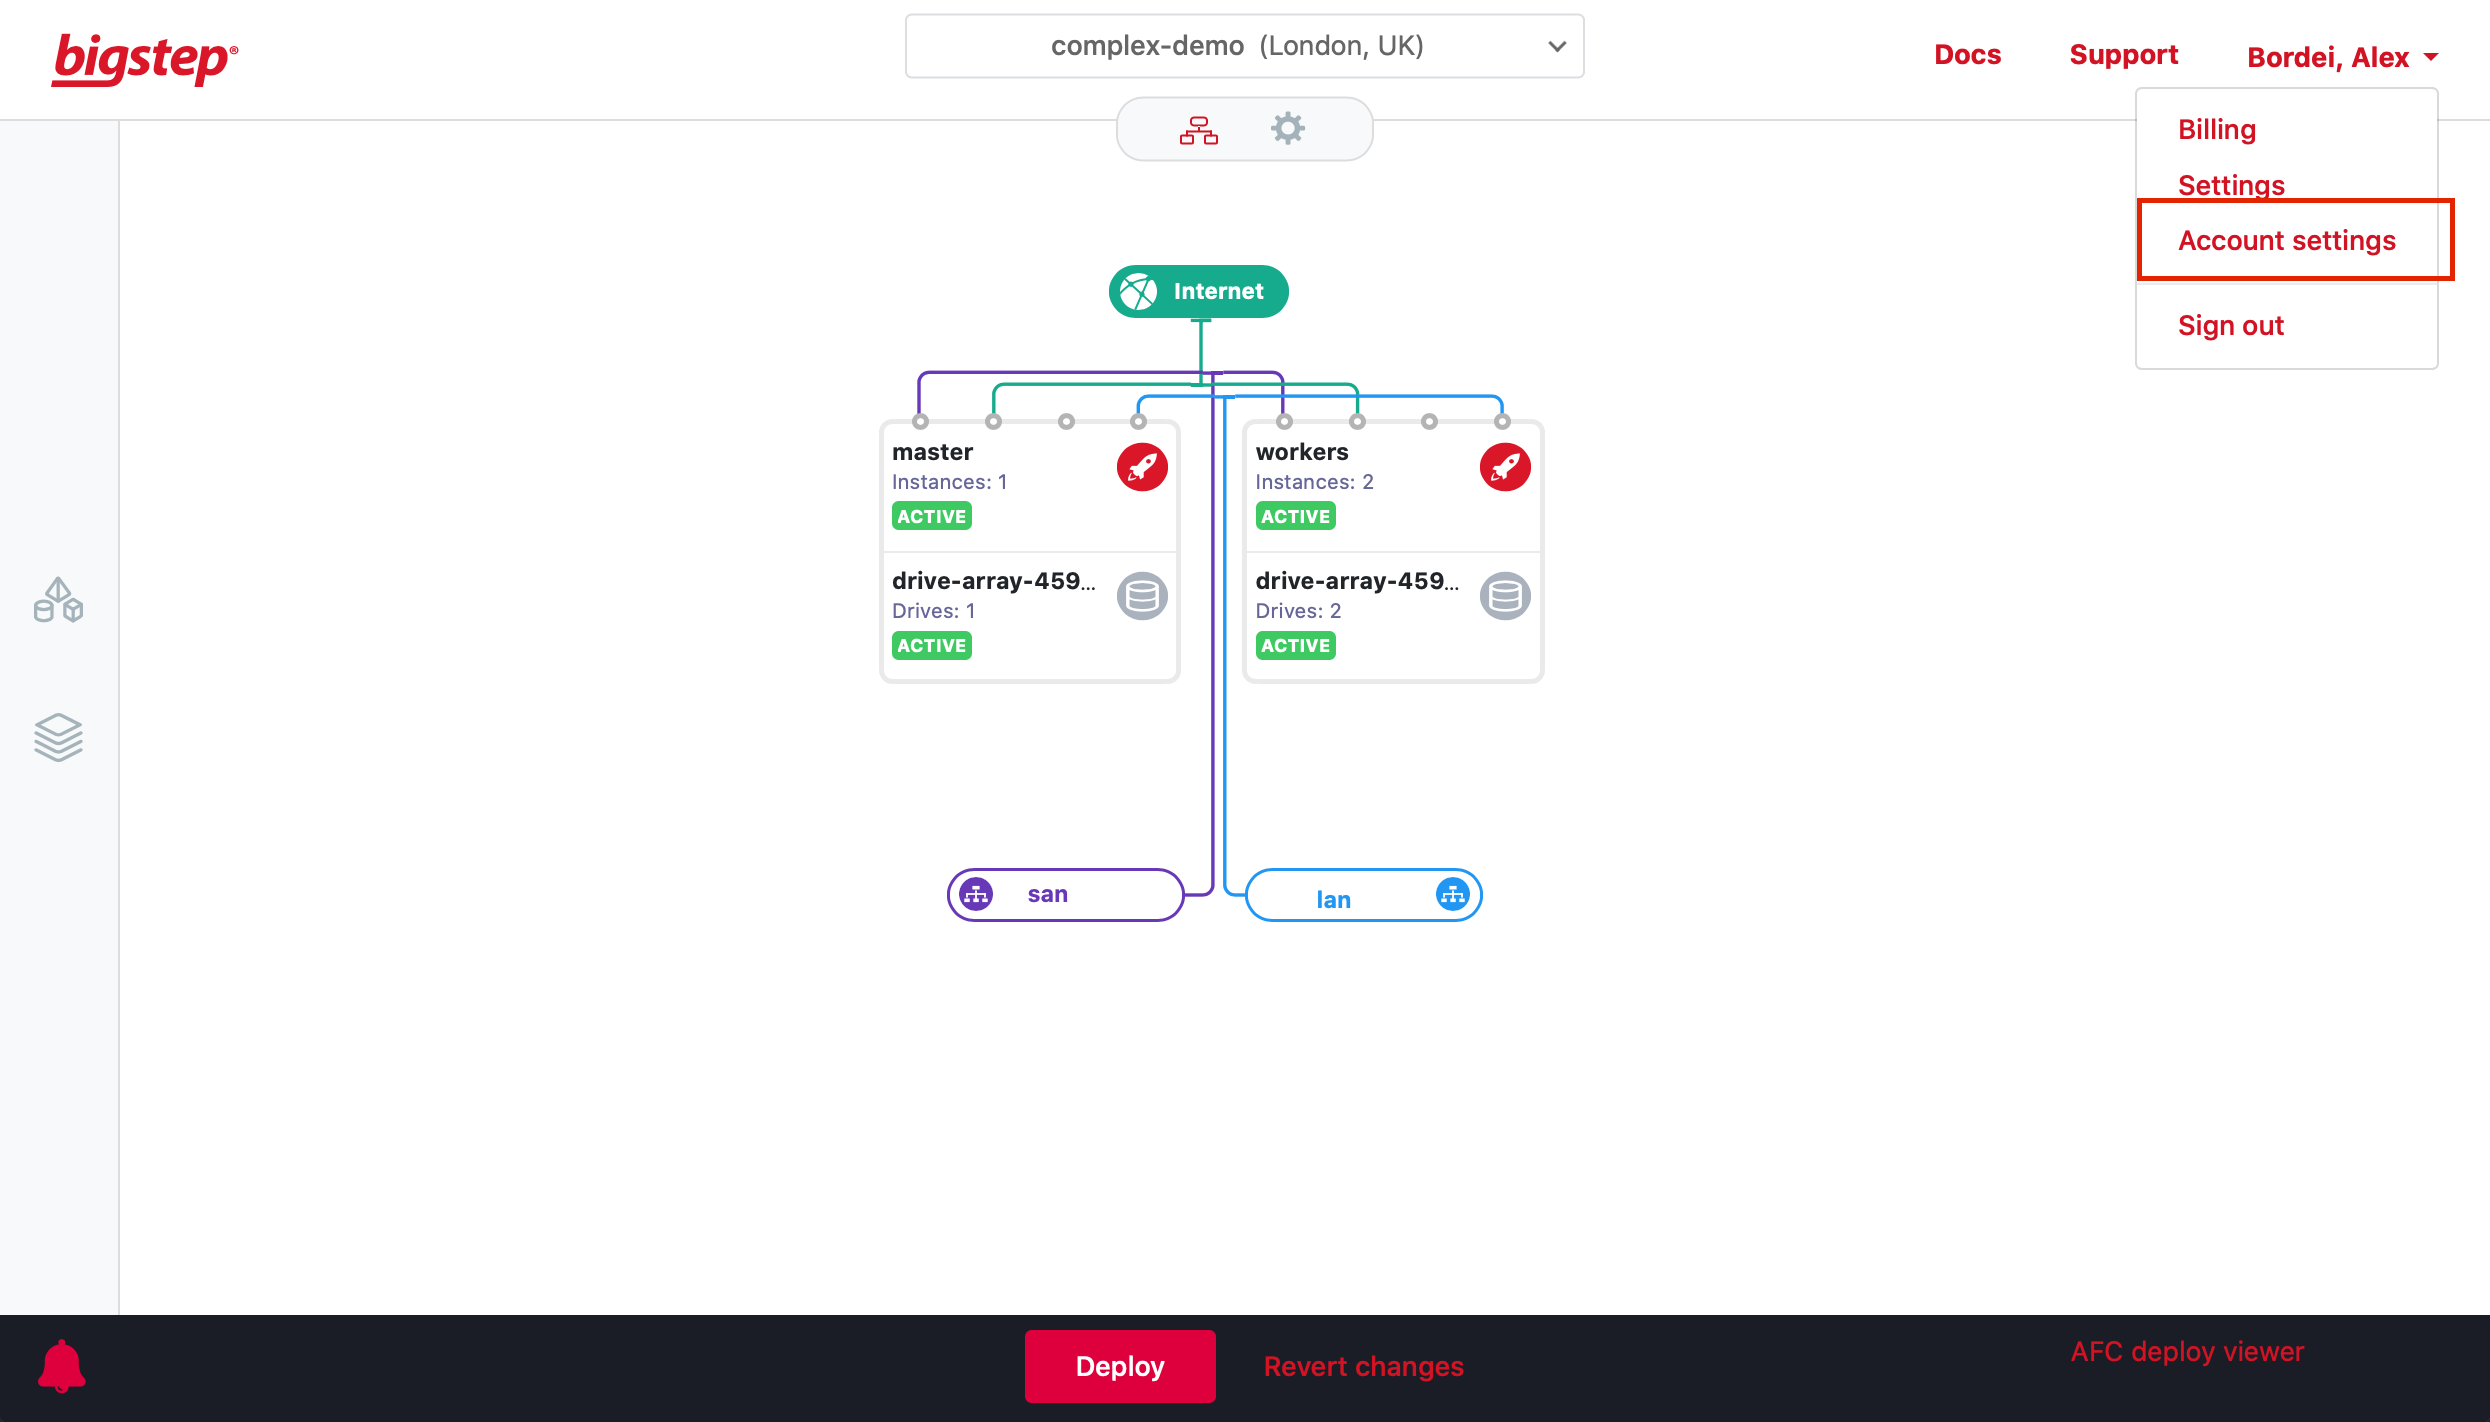 bigstep®
complex-demo (London, UK)
Docs
Support
Bordei, Alex
Billing
Settings
Account settings
Sign out
Internet
master
Instances: 1
ACTIVE
drive-array-459...
Drives: 1
ACTIVE
workers
Instances: 2
ACTIVE
drive-array-459...
Drives: 2
ACTIVE
san
lan
Deploy
Revert changes
AFC deploy viewer